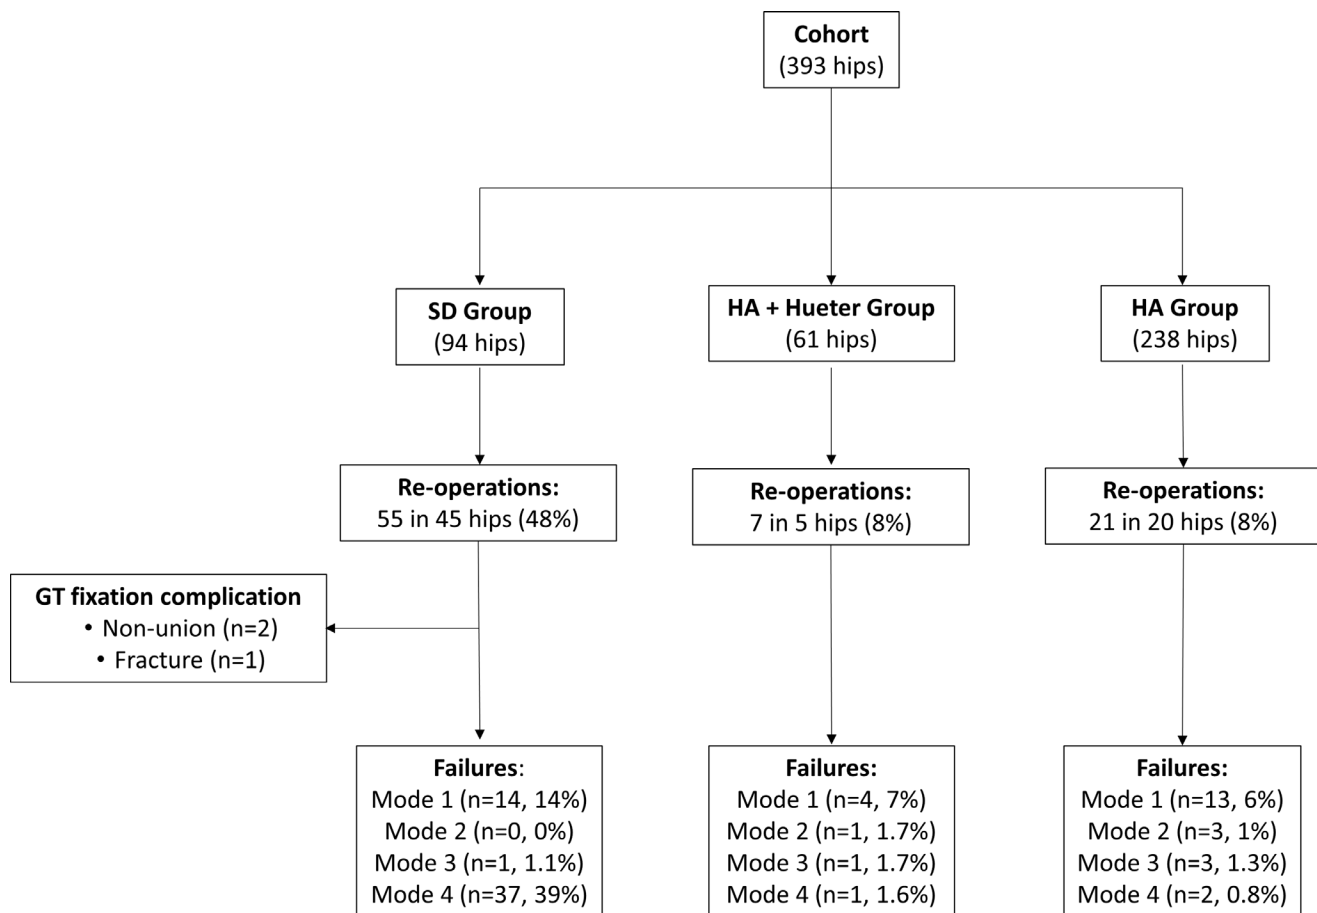 Cohort
(393 hips)
SD Group
(94 hips)
HA + Hueter Group
(61 hips)
HA Group
(238 hips)
Re-operations:
55 in 45 hips (48%)
Re-operations:
7 in 5 hips (8%)
Re-operations:
21 in 20 hips (8%)
GT fixation complication
• Non-union (n=2)
• Fracture (n=1)
Failures:
Mode 1 (n=14, 14%)
Mode 2 (n=0, 0%)
Mode 3 (n=1, 1.1%)
Mode 4 (n=37, 39%)
Failures:
Mode 1 (n=4, 7%)
Mode 2 (n=1, 1.7%)
Mode 3 (n=1, 1.7%)
Mode 4 (n=1, 1.6%)
Failures:
Mode 1 (n=13, 6%)
Mode 2 (n=3, 1%)
Mode 3 (n=3, 1.3%)
Mode 4 (n=2, 0.8%)